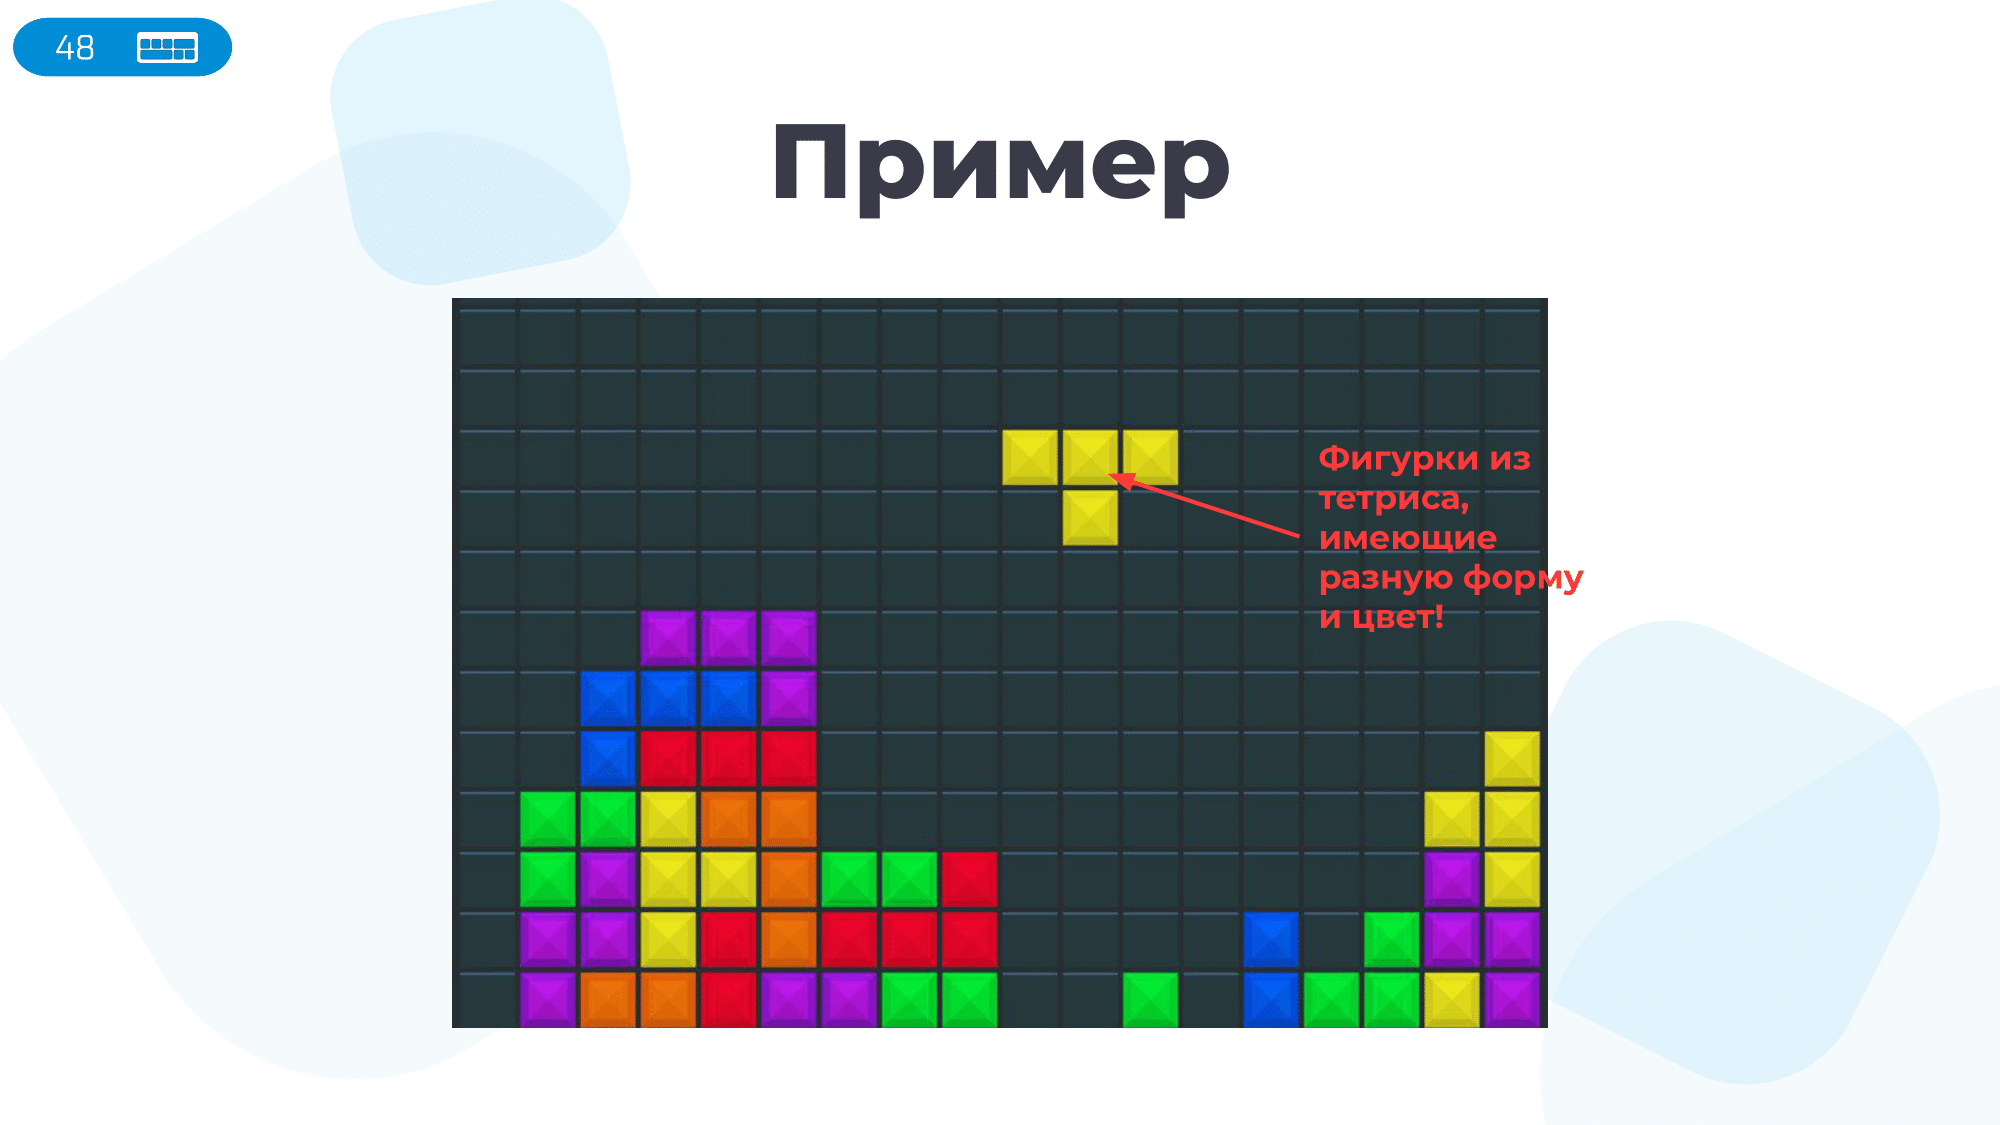 48
Пример
Фигурки из
тетриса,
имеющие
разную форму
и цвет!